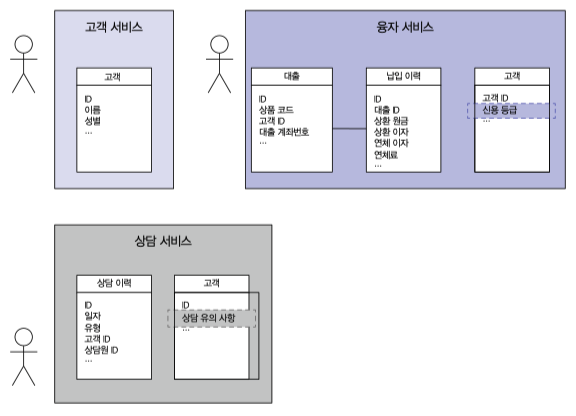 고객 서비스
고객
ID
이름
성별
...
융자 서비스
대출
ID
상품 코드
고객 ID
대출 계좌번호
...
납입 이력
ID
대출 ID
상환 원금
상환 이자
연체 이자
연체료
...
고객
고객 ID
신용 등급
...
상담 서비스
상담 이력
ID
일자
유형
고객 ID
상담원 ID
...
고객
ID
상담 유의 사항
...